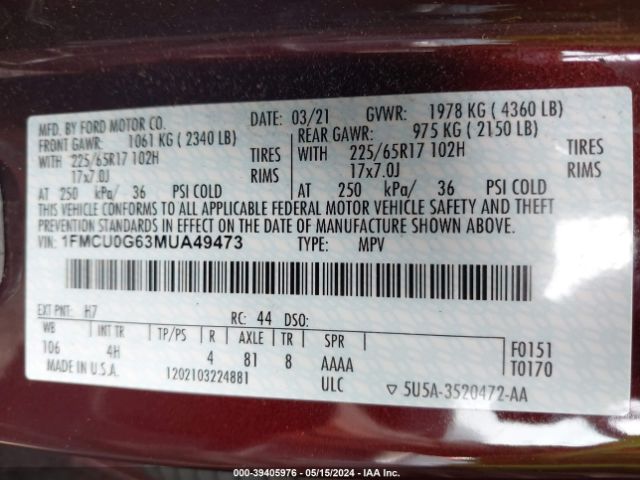 MFD. BY FORD MOTOR CO.
DATE: 03/21 GVWR: 1978 KG ( 4360 LB)
FRONT GAWR: 1061 KG ( 2340 LB)
REAR GAWR: 975 KG ( 2150 LB)
WITH 225/65R17 102H TIRES
WITH 225/65R17 102H TIRES
17x7.0J RIMS
17x7.0J RIMS
AT 250 kPa/ 36 PSI COLD
AT 250 kPa/ 36 PSI COLD
THIS VEHICLE CONFORMS TO ALL APPLICABLE FEDERAL MOTOR VEHICLE SAFETY AND THEFT
PREVENTION STANDARDS IN EFFECT ON THE DATE OF MANUFACTURE SHOWN ABOVE.
VIN: 1FMCU0G63MUA49473 TYPE: MPV
EXT PNT: H7 RC: 44 DSO:
WB INT TR TP/PS R AXLE TR SPR
106 4H 4 81 8 AAAA
F0151
T0170
MADE IN U.S.A. 1202103224881 ULC ▽ 5U5A-3520472-AA
000-39405976 - 05/15/2024 - IAA Inc.